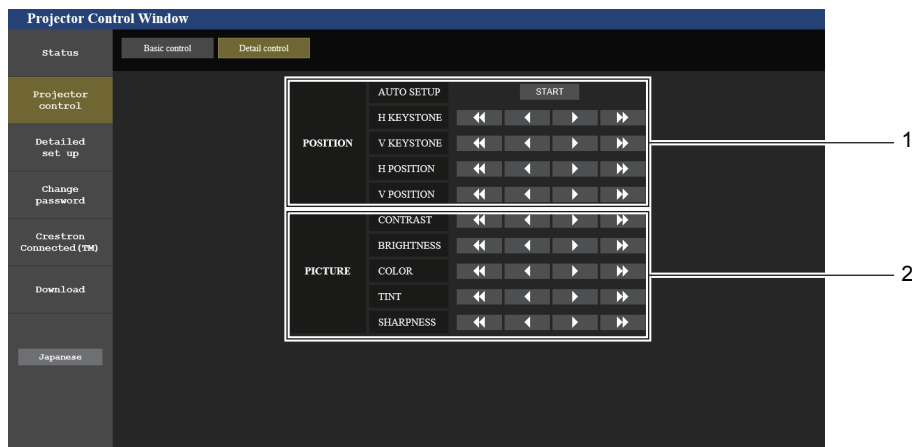 Projector Control Window
Status
Basic control
Detail control
Projector
control
Detailed
set up
Change
password
Crestron
Connected(TM)
Download
Japanese
POSITION
AUTO SETUP
START
H KEYSTONE
V KEYSTONE
H POSITION
V POSITION
1
PICTURE
CONTRAST
BRIGHTNESS
COLOR
TINT
SHARPNESS
2